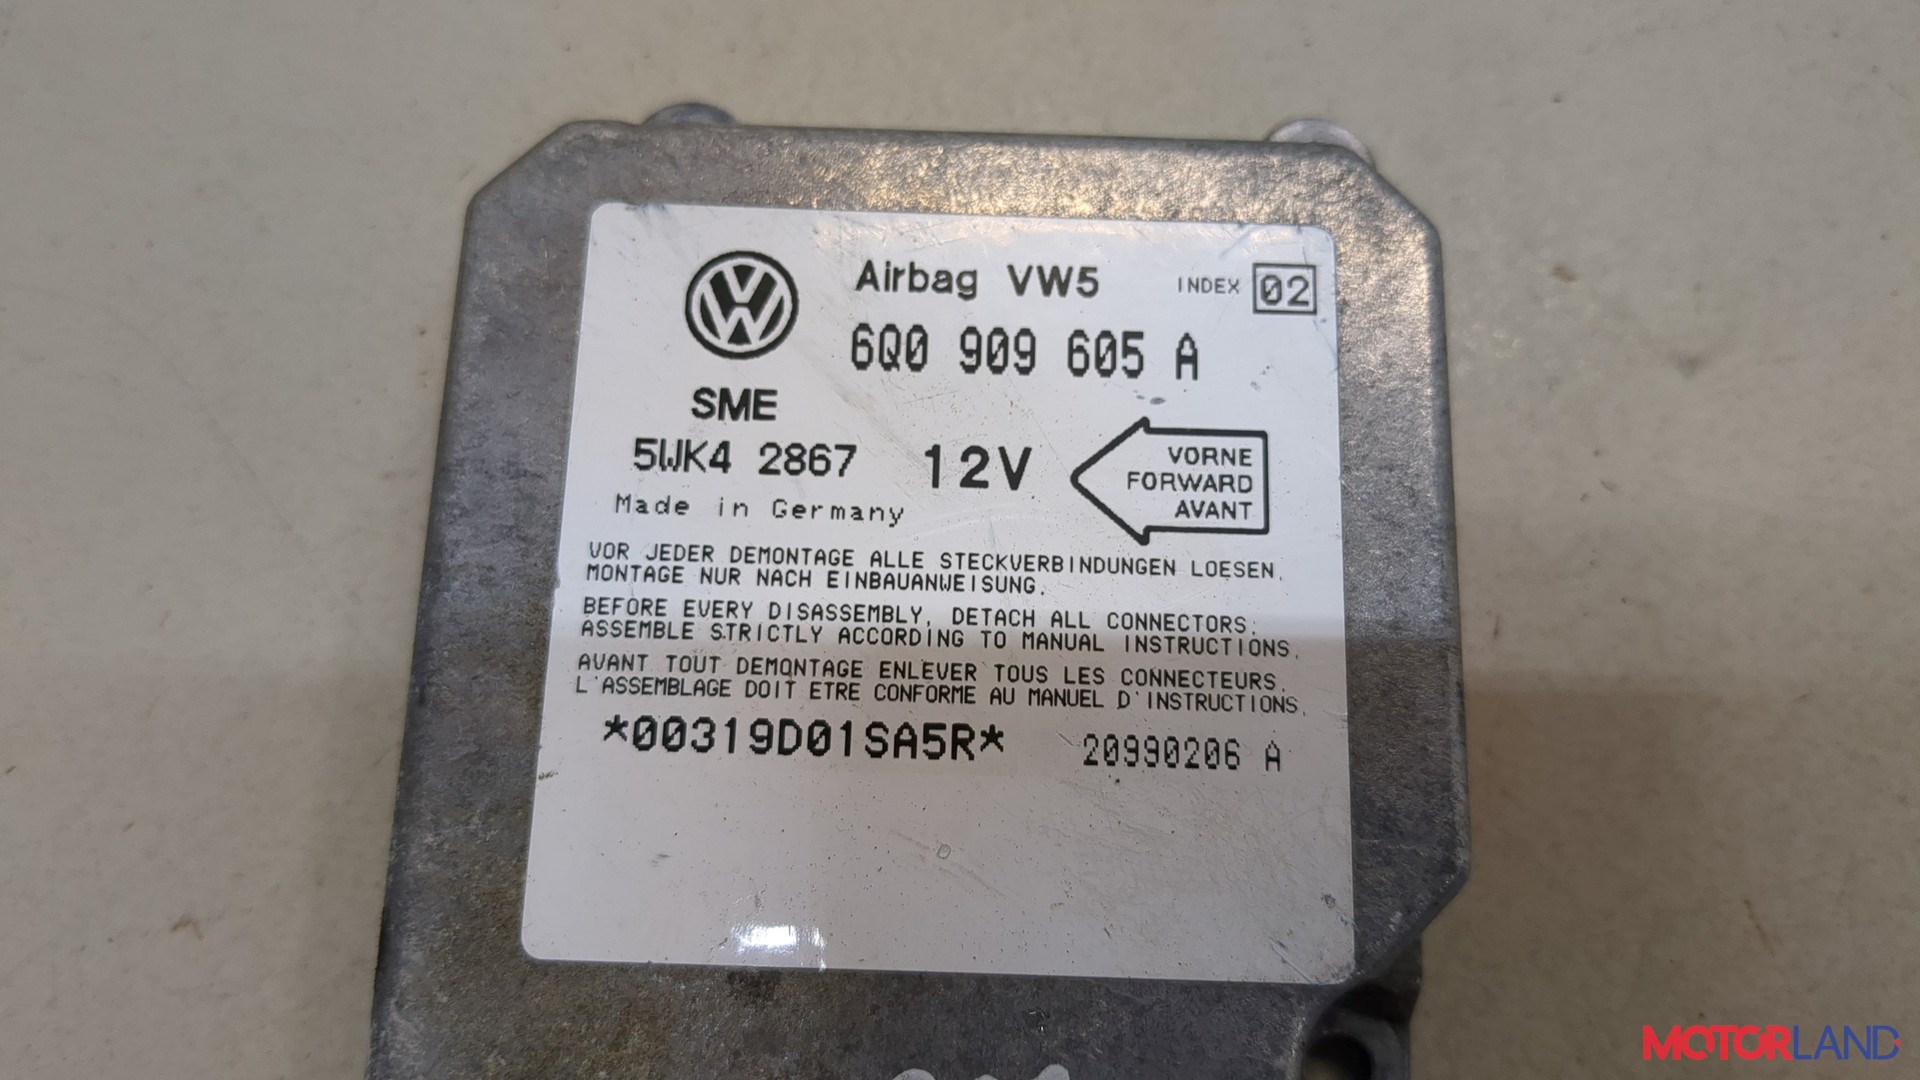 Airbag VW5 INDEX 02
6Q0 909 605 A
SME
5WK4 2867 12V
VORNE
FORWARD
AVANT
Made in Germany
VOR JEDER DEMONTAGE ALLE STECKVERBINDUNGEN LOESEN.
MONTAGE NUR NACH EINBAUANWEISUNG.
BEFORE EVERY DISASSEMBLY, DETACH ALL CONNECTORS;
ASSEMBLE STRICTLY ACCORDING TO MANUAL INSTRUCTIONS.
AVANT TOUT DEMONTAGE ENLEVER TOUS LES CONNECTEURS.
L'ASSEMBLAGE DOIT ETRE CONFORME AU MANUEL D'INSTRUCTIONS.
*00319D01SA5R* 20990206 A
MOTORLAND